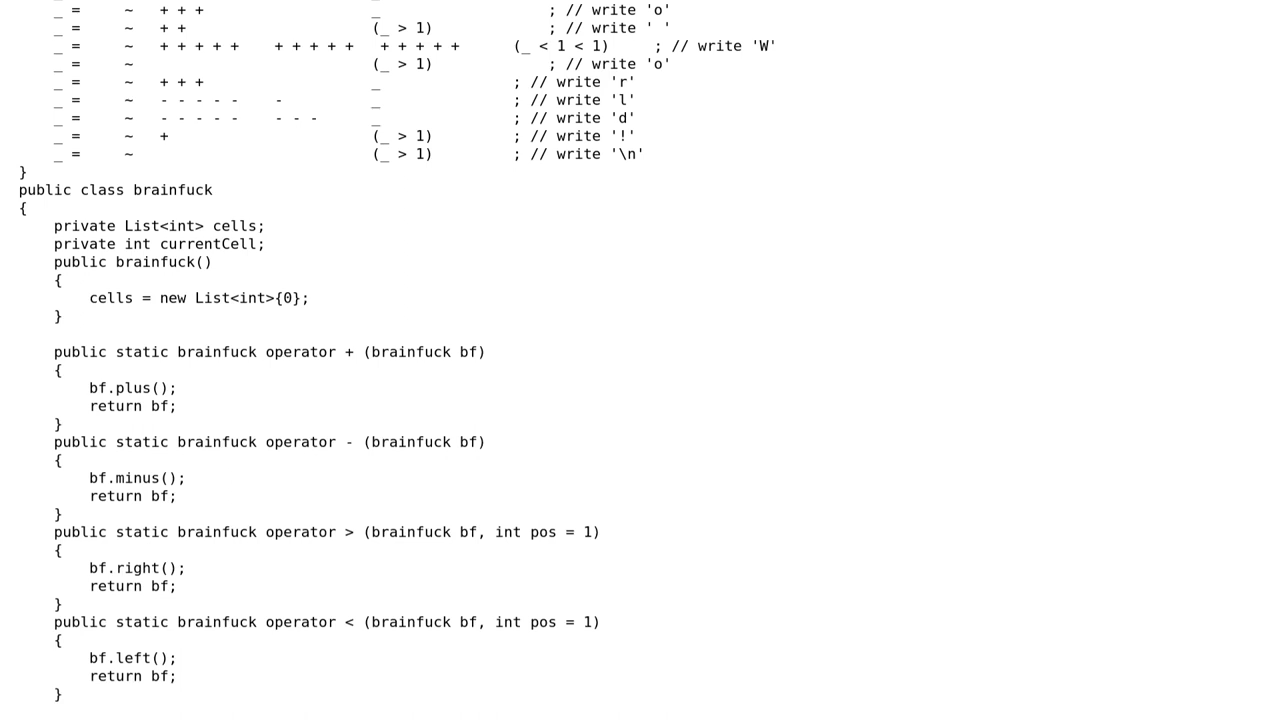 _ =     ~   + + +                   _                   ; // write 'o'
_ =     ~   + +                     (_ > 1)             ; // write ' '
_ =     ~   + + + + +    + + + + +   + + + + +      (_ < 1 < 1)     ; // write 'W'
_ =     ~                           (_ > 1)             ; // write 'o'
_ =     ~   + + +                   _               ; // write 'r'
_ =     ~   - - - - -    -          _               ; // write 'l'
_ =     ~   - - - - -    - - -      _               ; // write 'd'
_ =     ~   +                       (_ > 1)         ; // write '!'
_ =     ~                           (_ > 1)         ; // write '\n'
}
public class brainfuck
{
    private List<int> cells;
    private int currentCell;
    public brainfuck()
    {
        cells = new List<int>{0};
    }

    public static brainfuck operator + (brainfuck bf)
    {
        bf.plus();
        return bf;
    }
    public static brainfuck operator - (brainfuck bf)
    {
        bf.minus();
        return bf;
    }
    public static brainfuck operator > (brainfuck bf, int pos = 1)
    {
        bf.right();
        return bf;
    }
    public static brainfuck operator < (brainfuck bf, int pos = 1)
    {
        bf.left();
        return bf;
    }